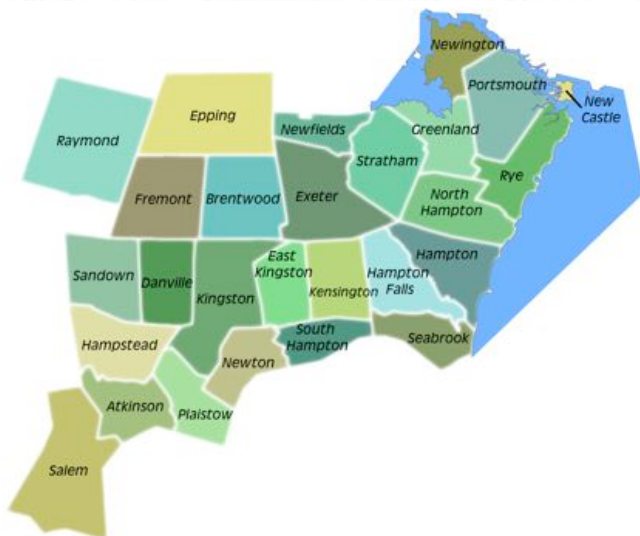 Newington
Portsmouth
New
Castle
Epping
Raymond
Newfields
Greenland
Stratham
Rye
Fremont
Brentwood
Exeter
North
Hampton
Sandown
Danville
Kingston
East
Kingston
Kensington
Hampton
Falls
Hampton
Hampstead
Newton
South
Hampton
Seabrook
Atkinson
Plaistow
Salem